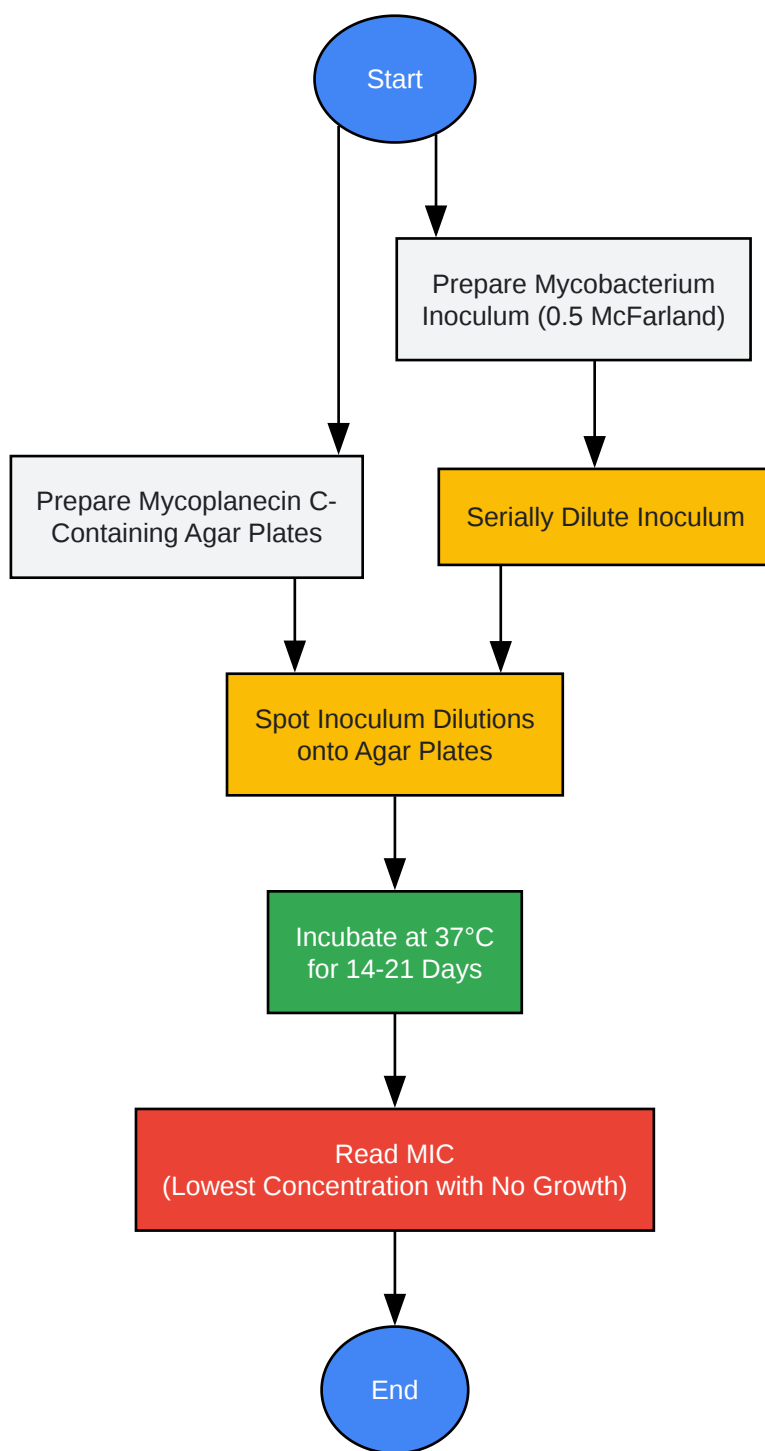 Start
Prepare Mycobacterium
Inoculum (0.5 McFarland)
Prepare Mycoplanecin C-
Containing Agar Plates
Serially Dilute Inoculum
Spot Inoculum Dilutions
onto Agar Plates
Incubate at 37°C
for 14-21 Days
Read MIC
(Lowest Concentration with No Growth)
End